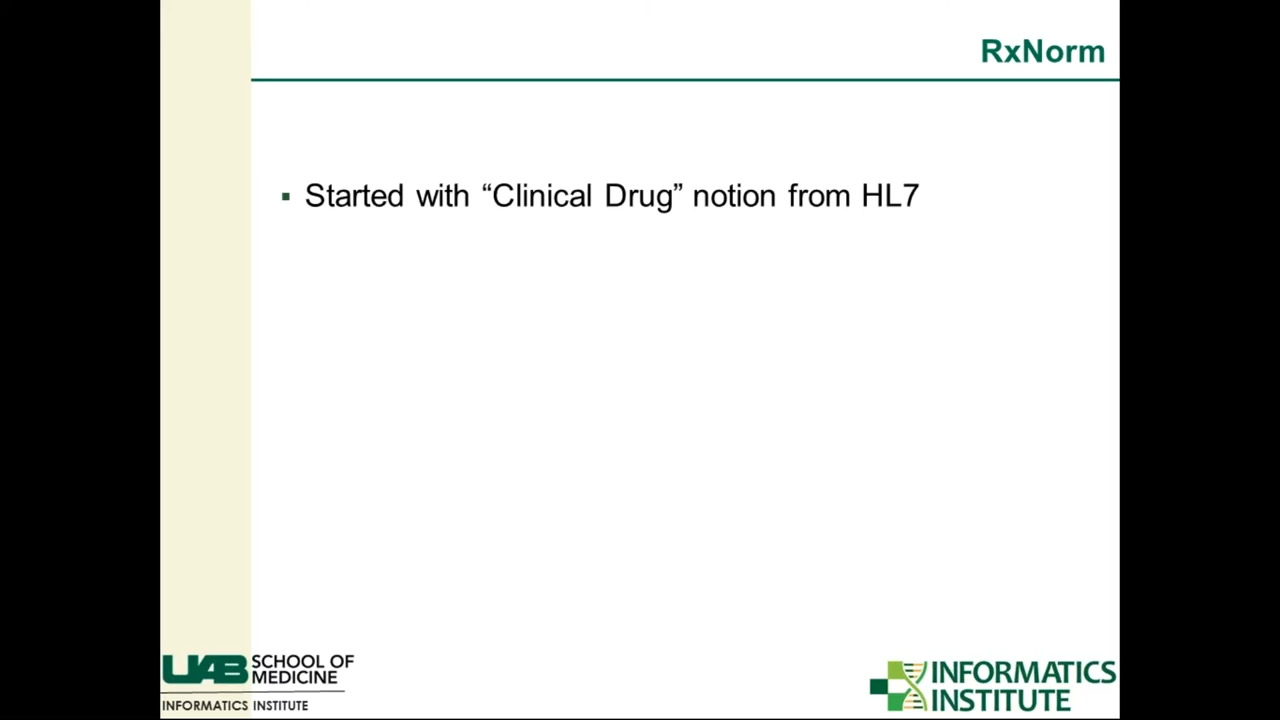 RxNorm
▪ Started with “Clinical Drug” notion from HL7
UAB SCHOOL OF
MEDICINE
INFORMATICS INSTITUTE
INFORMATICS
INSTITUTE